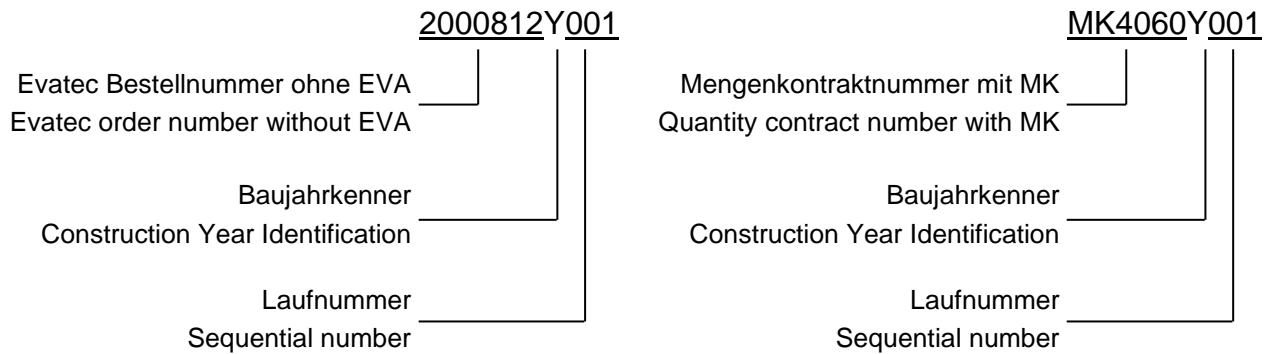 2000812Y001
Evatec Bestellnummer ohne EVA
Evatec order number without EVA
Baujahrkenner
Construction Year Identification
Laufnummer
Sequential number
MK4060Y001
Mengenkontraktnummer mit MK
Quantity contract number with MK
Baujahrkenner
Construction Year Identification
Laufnummer
Sequential number